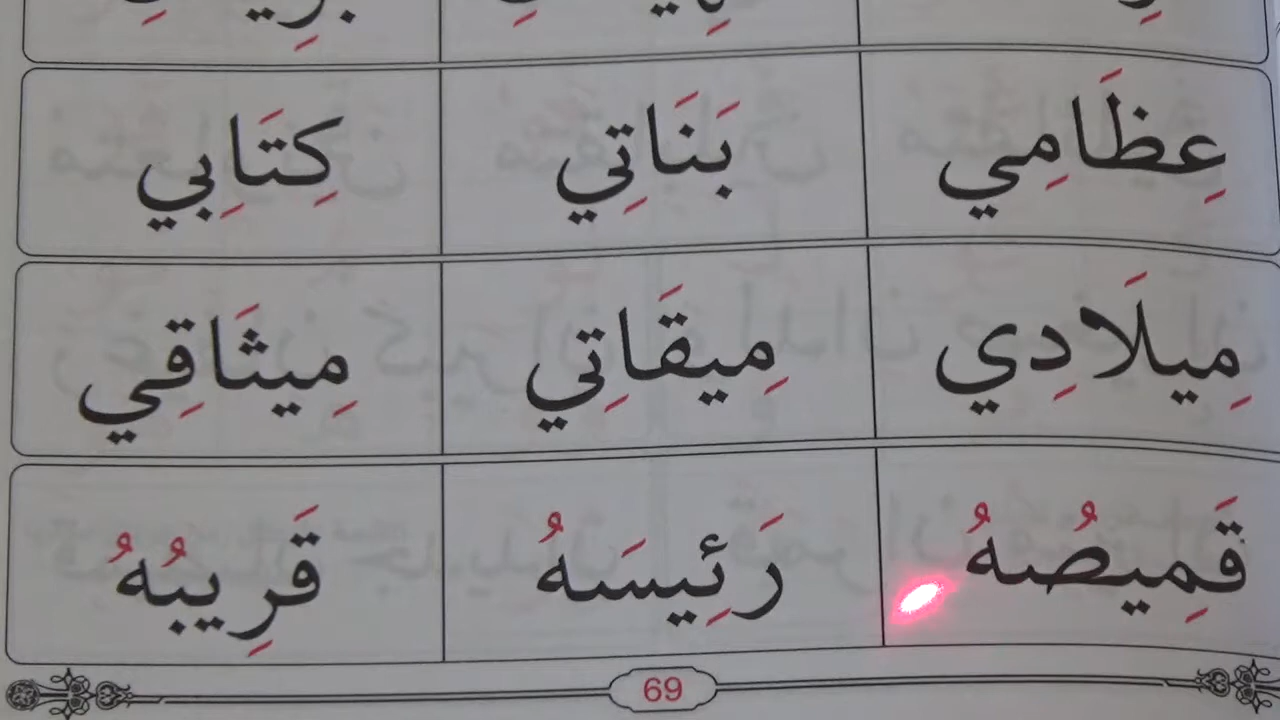 عِظَامِي بَنَاتِي كِتَابِي
مِيلَادِي مِيقَاتِي مِيثَاقِي
قَمِيصُهُ رَئِيسَهُ قَرِيبُهُ
69